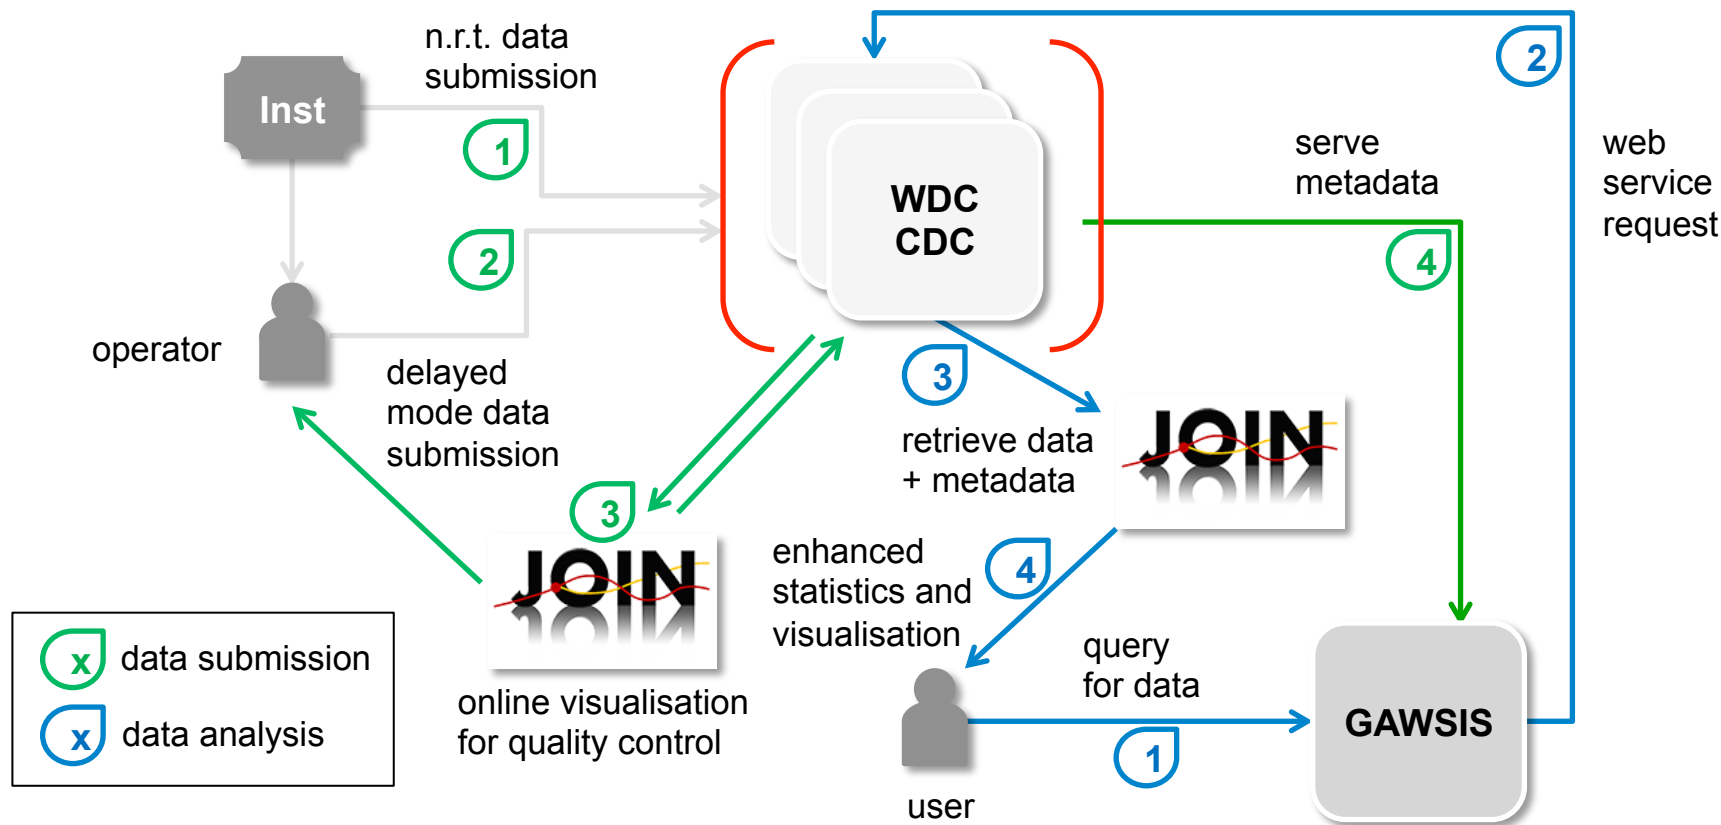 n.r.t. data
submission
Inst
1
2
WDC
CDC
serve
metadata
web
service
request
2
4
operator
delayed
mode data
submission
3
retrieve data
+ metadata
JOIN
3
JOIN
enhanced
statistics and
visualisation
4
query
for data
1
GAWSIS
user
online visualisation
for quality control
x data submission
x data analysis